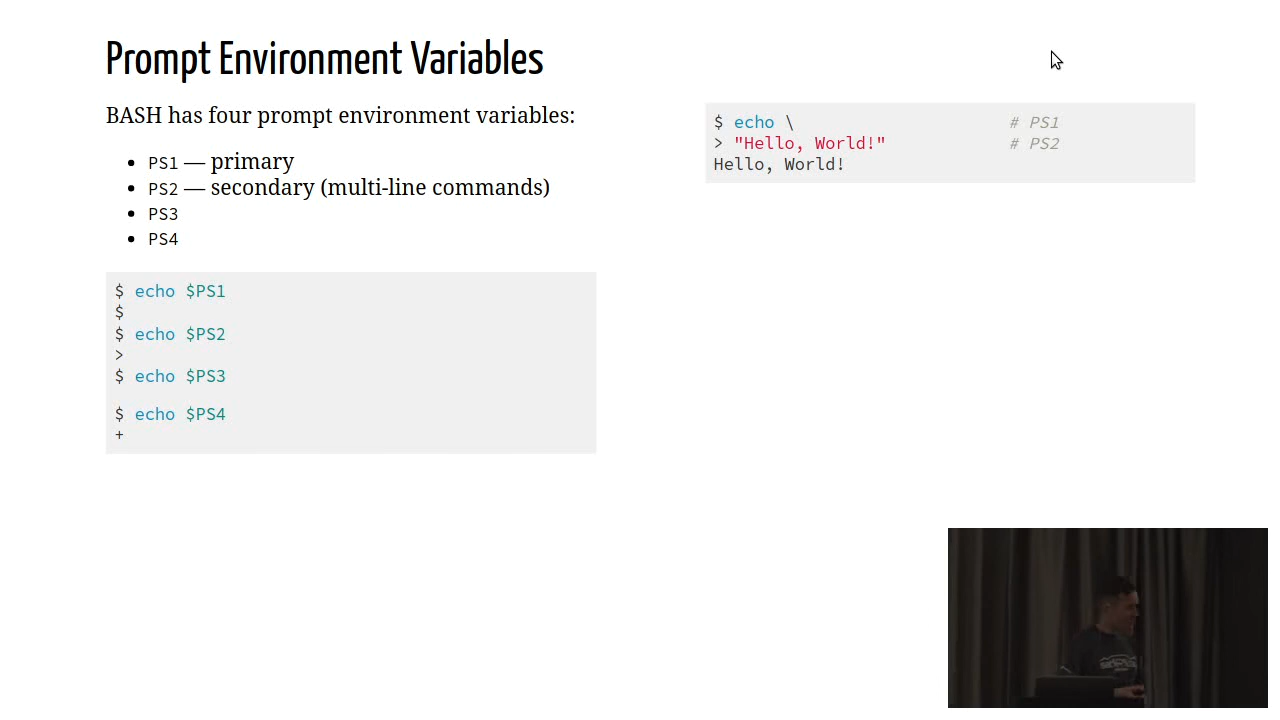 Prompt Environment Variables
BASH has four prompt environment variables:
PS1 — primary
PS2 — secondary (multi-line commands)
PS3
PS4
$ echo $PS1
$
$ echo $PS2
>
$ echo $PS3
$ echo $PS4
+
$ echo \ # PS1
> "Hello, World!" # PS2
Hello, World!